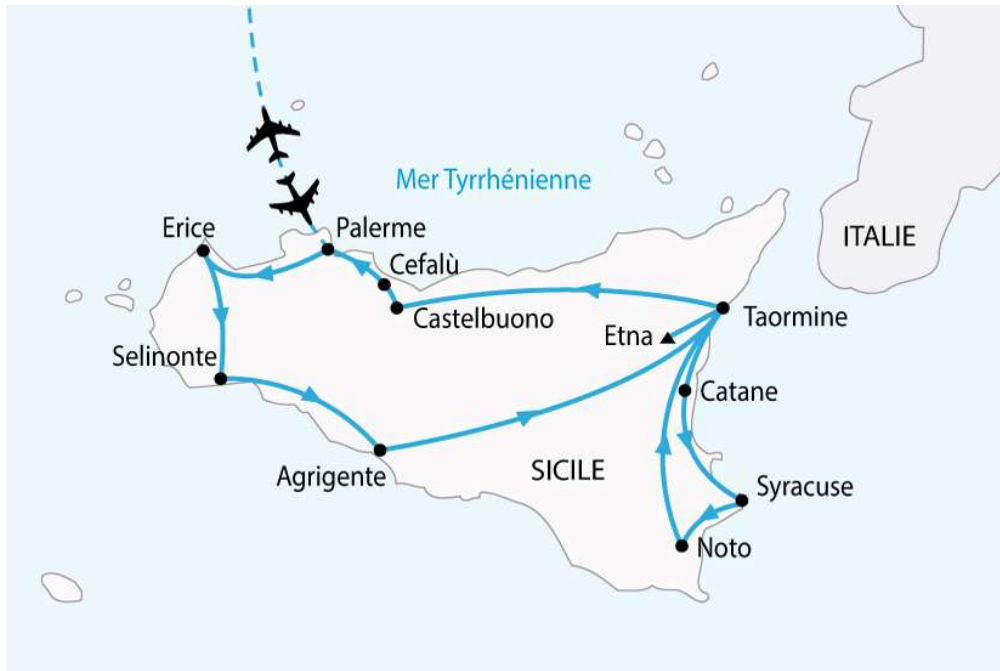 Mer Tyrrhénienne
Erice
Palerme
ITALIE
Cefalù
Castelbuono
Taormine
Etna
Selinonte
Catane
Agrigente
SICILE
Syracuse
Noto